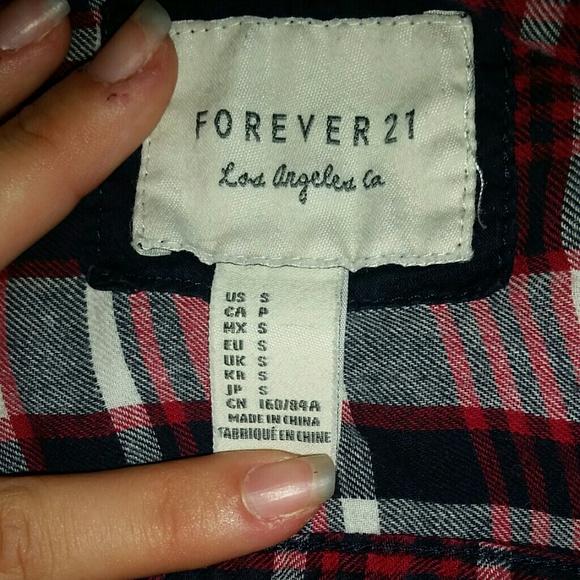 FOREVER 21
Los Angeles Ca
US S
CA P
MX S
EU S
UK S
KR S
JP S
CN 160/84A
MADE IN CHINA
FABRIQUÉ EN CHINE